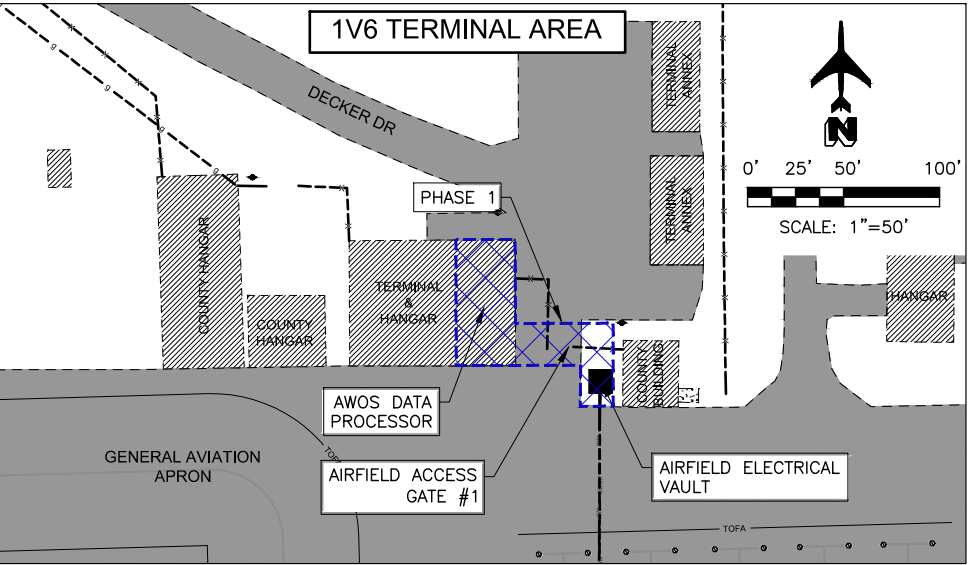 1V6 TERMINAL AREA
DECKER DR
TERMINAL
ANNEX
N
0' 25' 50' 100'
SCALE: 1"=50'
PHASE 1
TERMINAL
ANNEX
COUNTY HANGAR
TERMINAL
&
HANGAR
HANGAR
COUNTY
HANGAR
COUNTY
BUILDING
AWOS DATA
PROCESSOR
GENERAL AVIATION
APRON
TOFA
AIRFIELD ACCESS
GATE #1
AIRFIELD ELECTRICAL
VAULT
TOFA